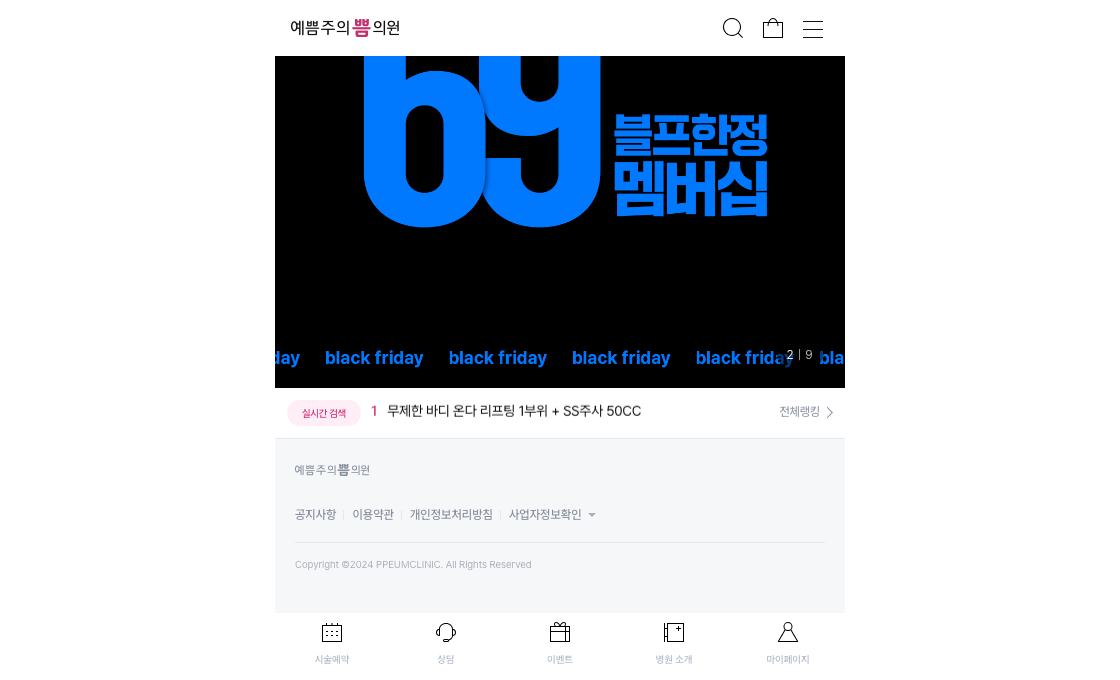 예쁨주의쁨의원
69
블프한정
멤버십
day black friday black friday black friday black friday bla
2 | 9
실시간 검색 1 무제한 바디 온다 리프팅 1부위 + SS주사 50CC 전체랭킹
예쁨주의쁨의원
공지사항 이용약관 개인정보처리방침 사업자정보확인
Copyright ©2024 PPEUMCLINIC. All Rights Reserved
시술예약 상담 이벤트 병원 소개 마이페이지